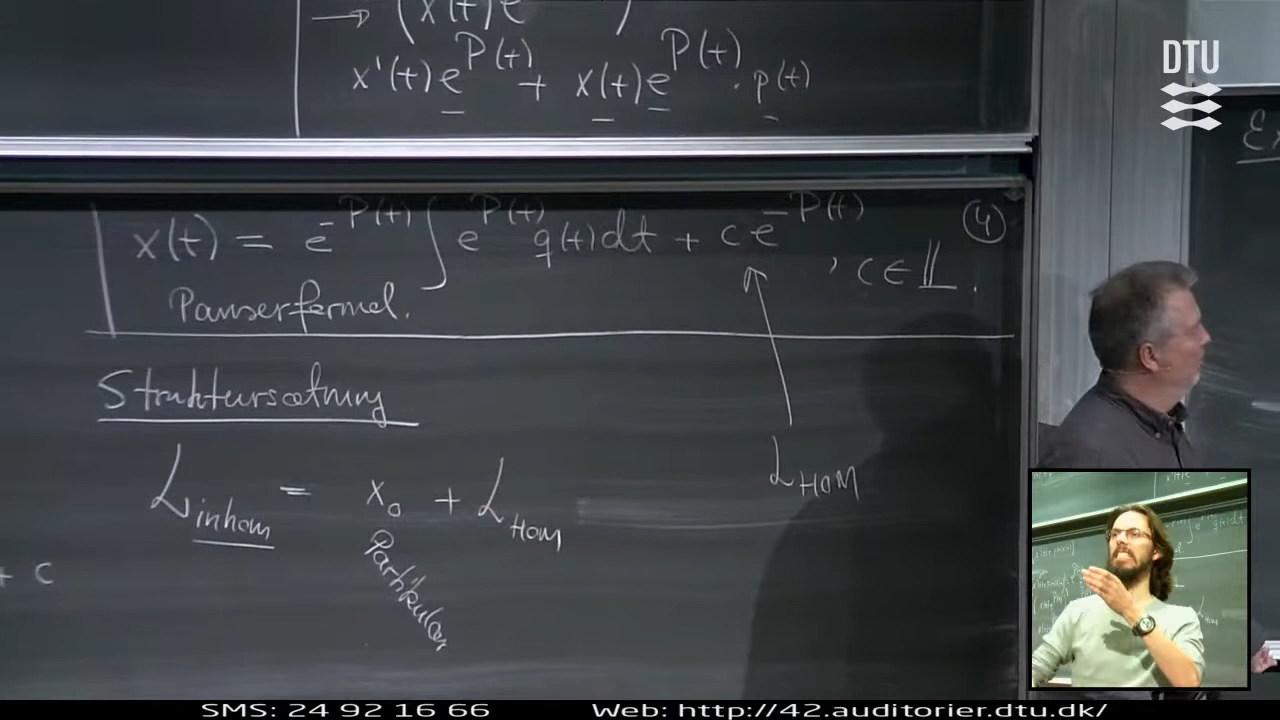 → (x(t)e )
x'(t)e^P(t) + x(t)e^P(t) · p(t)
DTU
x(t) = e^-P(t) ∫ e^P(t) q(t)dt + c e^-P(t) , c ∈ 𝕃. ④
Panserformel.
Struktursætning
L_inhom = x_0 + L_HOM
L_HOM
Partikulær
+ c
SMS: 24 92 16 66 Web: http://42.auditorier.dtu.dk/